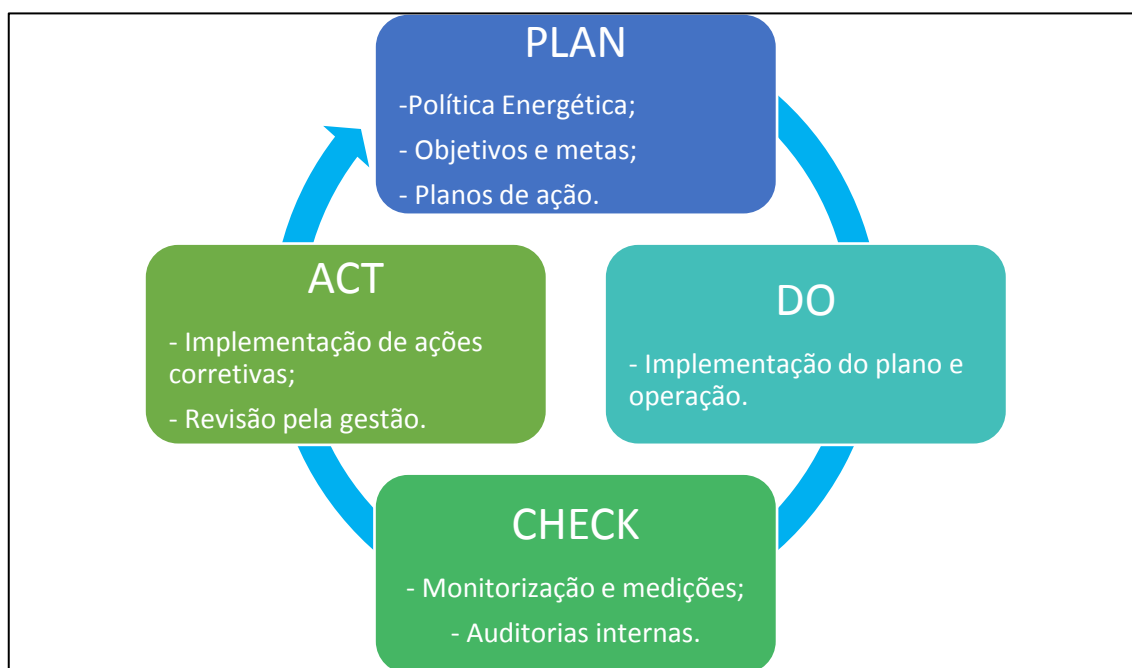 PLAN
-Política Energética;
- Objetivos e metas;
- Planos de ação.
DO
- Implementação do plano e
operação.
CHECK
- Monitorização e medições;
- Auditorias internas.
ACT
- Implementação de ações
corretivas;
- Revisão pela gestão.